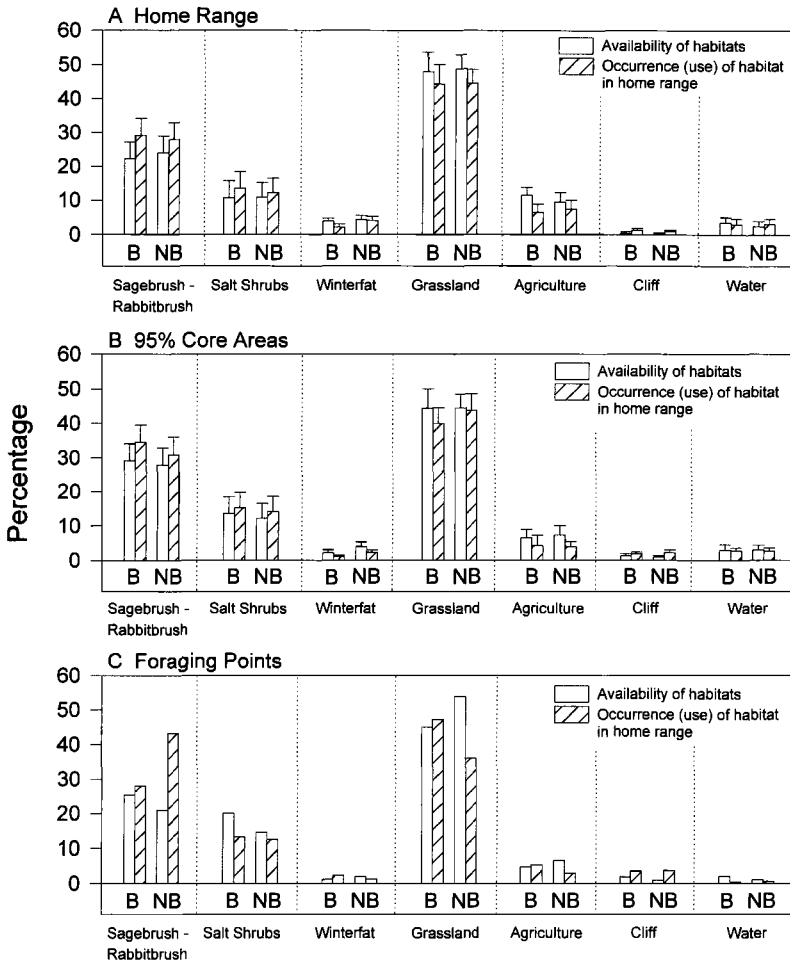 A Home Range
60
50
40
30
20
10
0
Availability of habitats
Occurrence (use) of habitat
in home range
B NB B NB B NB B NB B NB B NB B NB
Sagebrush - Salt Shrubs Winterfat Grassland Agriculture Cliff Water
Rabbitbrush
Percentage
B 95% Core Areas
60
50
40
30
20
10
0
Availability of habitats
Occurrence (use) of habitat
in home range
B NB B NB B NB B NB B NB B NB B NB
Sagebrush - Salt Shrubs Winterfat Grassland Agriculture Cliff Water
Rabbitbrush
C Foraging Points
60
50
40
30
20
10
0
Availability of habitats
Occurrence (use) of habitat
in home range
B NB B NB B NB B NB B NB B NB B NB
Sagebrush - Salt Shrubs Winterfat Grassland Agriculture Cliff Water
Rabbitbrush